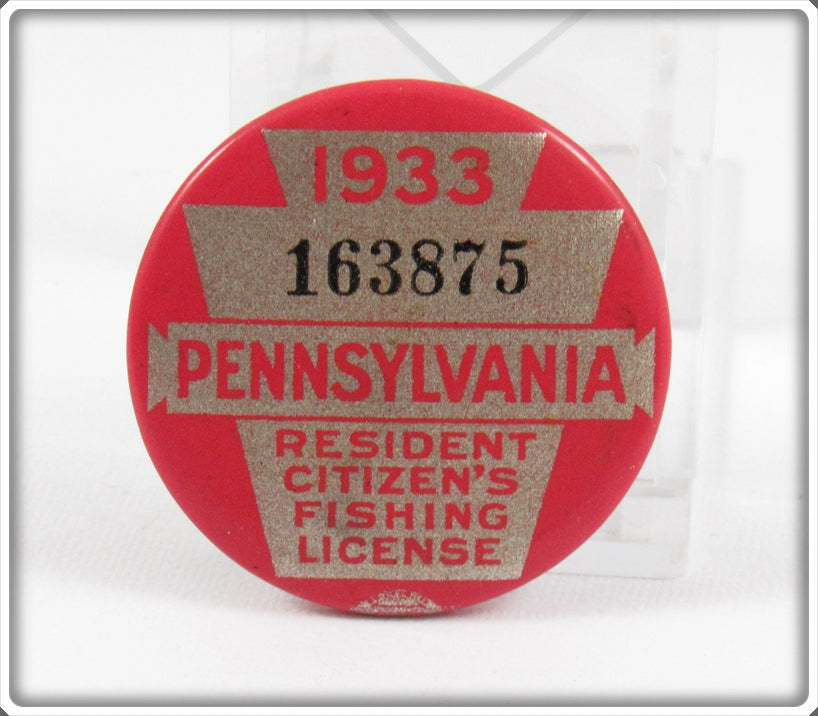 1933
163875
PENNSYLVANIA
RESIDENT
CITIZEN'S
FISHING
LICENSE